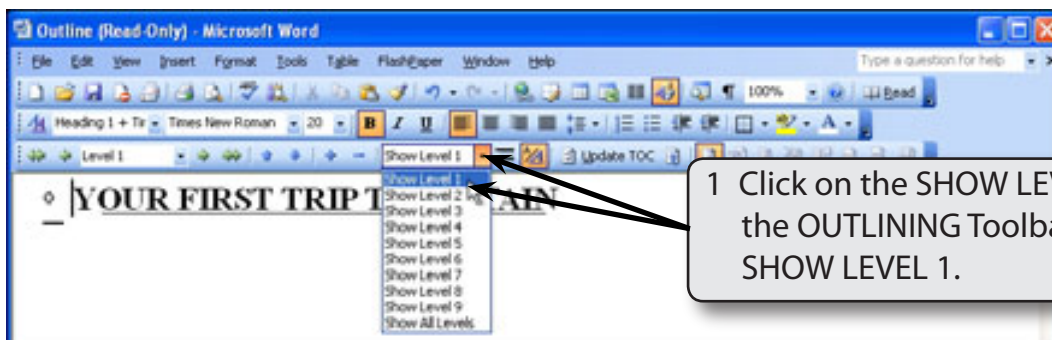 Outline (Read-Only) - Microsoft Word
File Edit View Insert Format Tools Table FlashPaper Window Help Type a question for help
100% Read
Heading 1 + Tir Times New Roman 20 B I U A
Level 1 Show Level 1 Update TOC
Show Level 1
Show Level 2
Show Level 3
Show Level 4
Show Level 5
Show Level 6
Show Level 7
Show Level 8
Show Level 9
Show All Levels
YOUR FIRST TRIP T AIN
1 Click on the SHOW LEV
the OUTLINING Toolba
SHOW LEVEL 1.